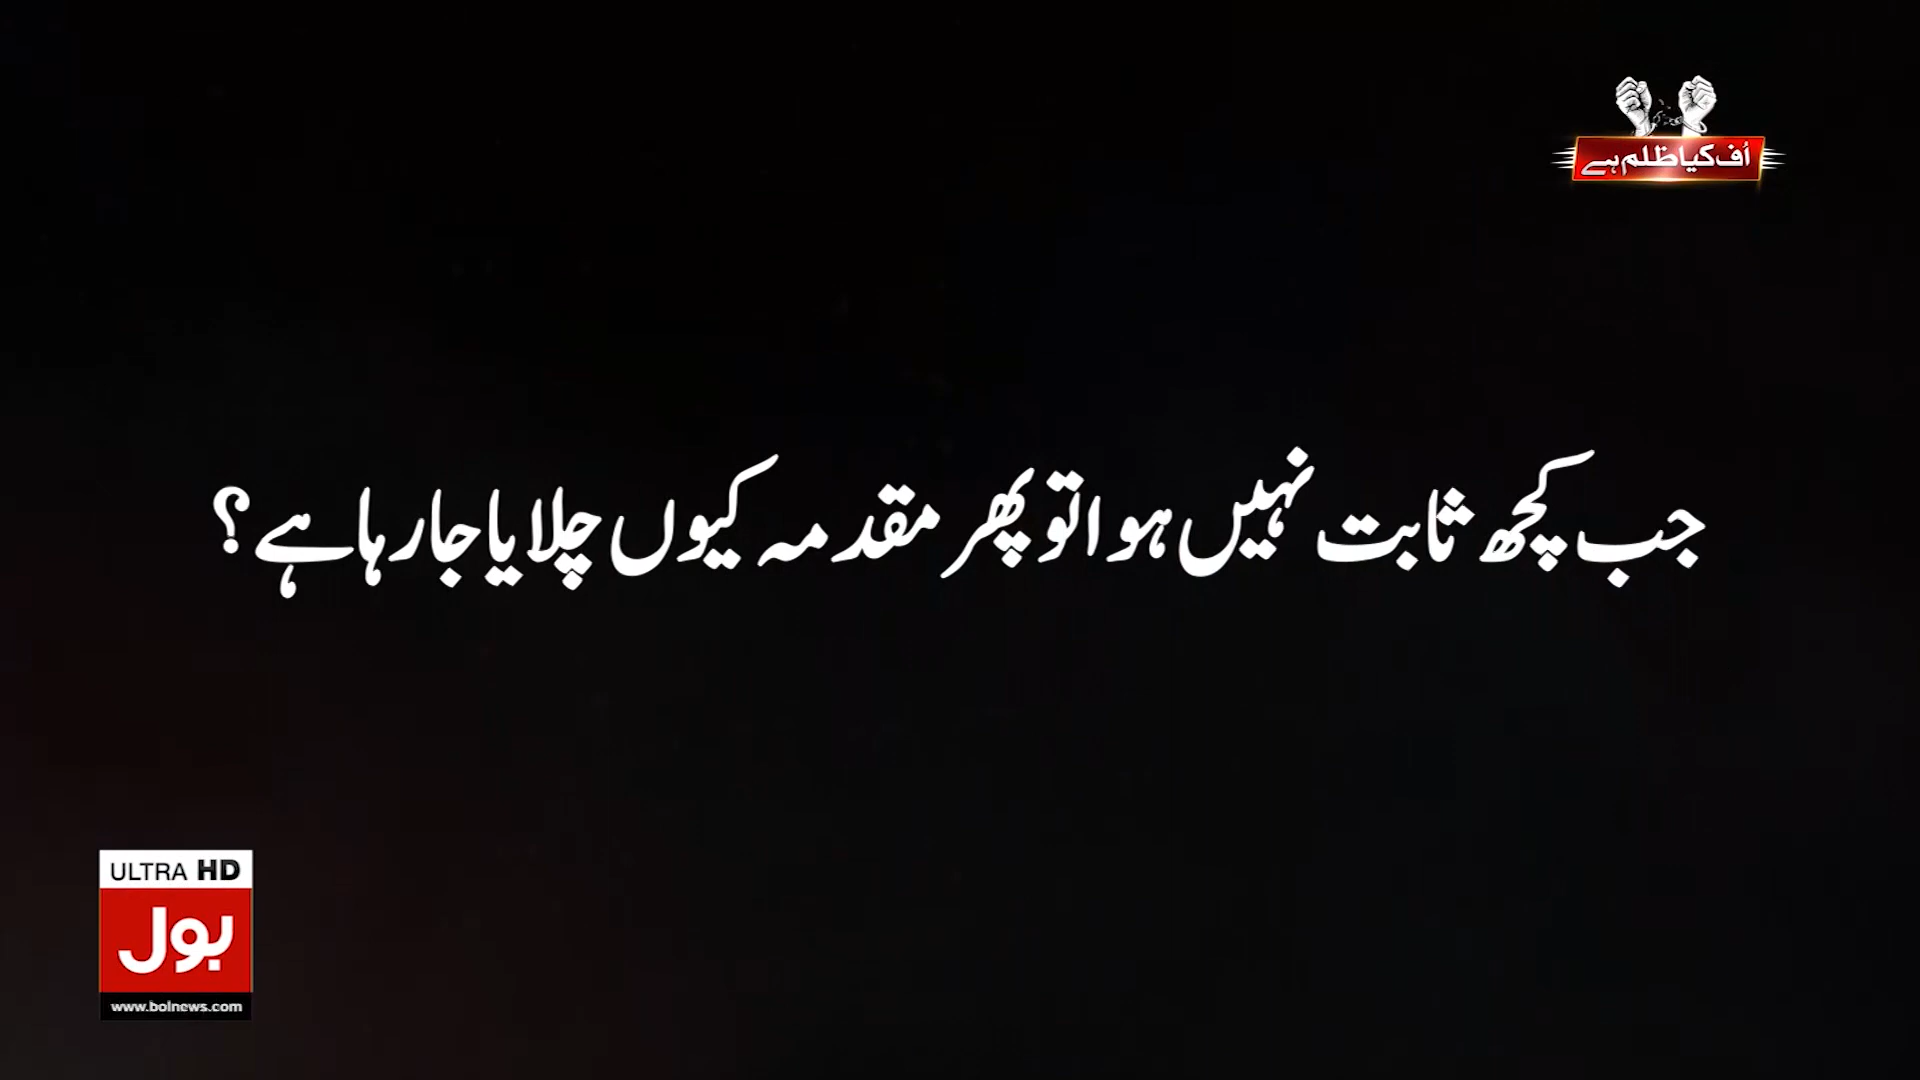 اُف کیا ظلم ہے
جب کچھ ثابت نہیں ہوا تو پھر مقدمہ کیوں چلایا جا رہا ہے؟
ULTRA HD
بول
www.bolnews.com